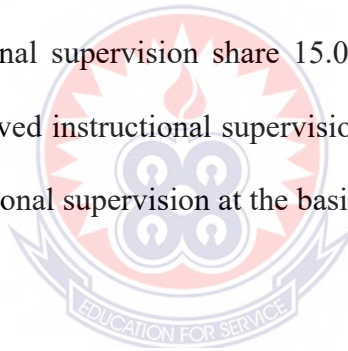 nal supervision share 15.0
ved instructional supervisio
onal supervision at the basi
EDUCATION FOR SERVICE